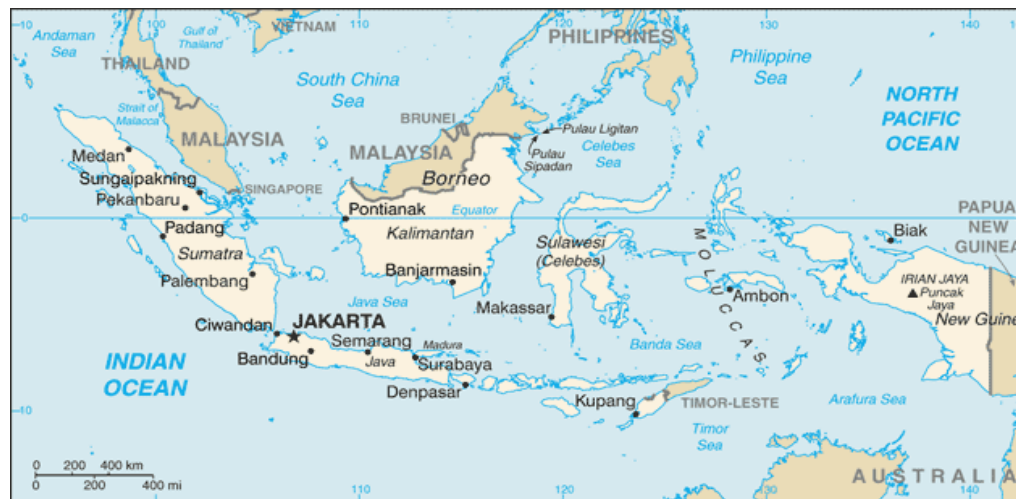 100
120
130
140
Andaman
Sea
Gulf of
Thailand
VIETNAM
PHILIPPINES
THAILAND
South China
Sea
Philippine
Sea
NORTH
PACIFIC
OCEAN
Strait of
Malacca
MALAYSIA
BRUNEI
MALAYSIA
Pulau Ligitan
Pulau
Sipadan
Celebes
Sea
Medan
Sungaipakning
Pekanbaru
SINGAPORE
Borneo
0
Pontianak
Equator
Kalimantan
Padang
Sumatra
Palembang
Banjarmasin
Sulawesi
(Celebes)
MOLUCCAS
Biak
PAPUA
NEW
GUINEA
IRIAN JAYA
Puncak
Jaya
New Guine
Ambon
Java Sea
Makassar
Ciwandan
JAKARTA
Semarang
Madura
Bandung
Java
Surabaya
Denpasar
Banda Sea
INDIAN
OCEAN
10
Kupang
TIMOR-LESTE
Arafura Sea
Timor
Sea
AUSTRALIA
0 200 400 km
0 200 400 mi
110
120
130
140